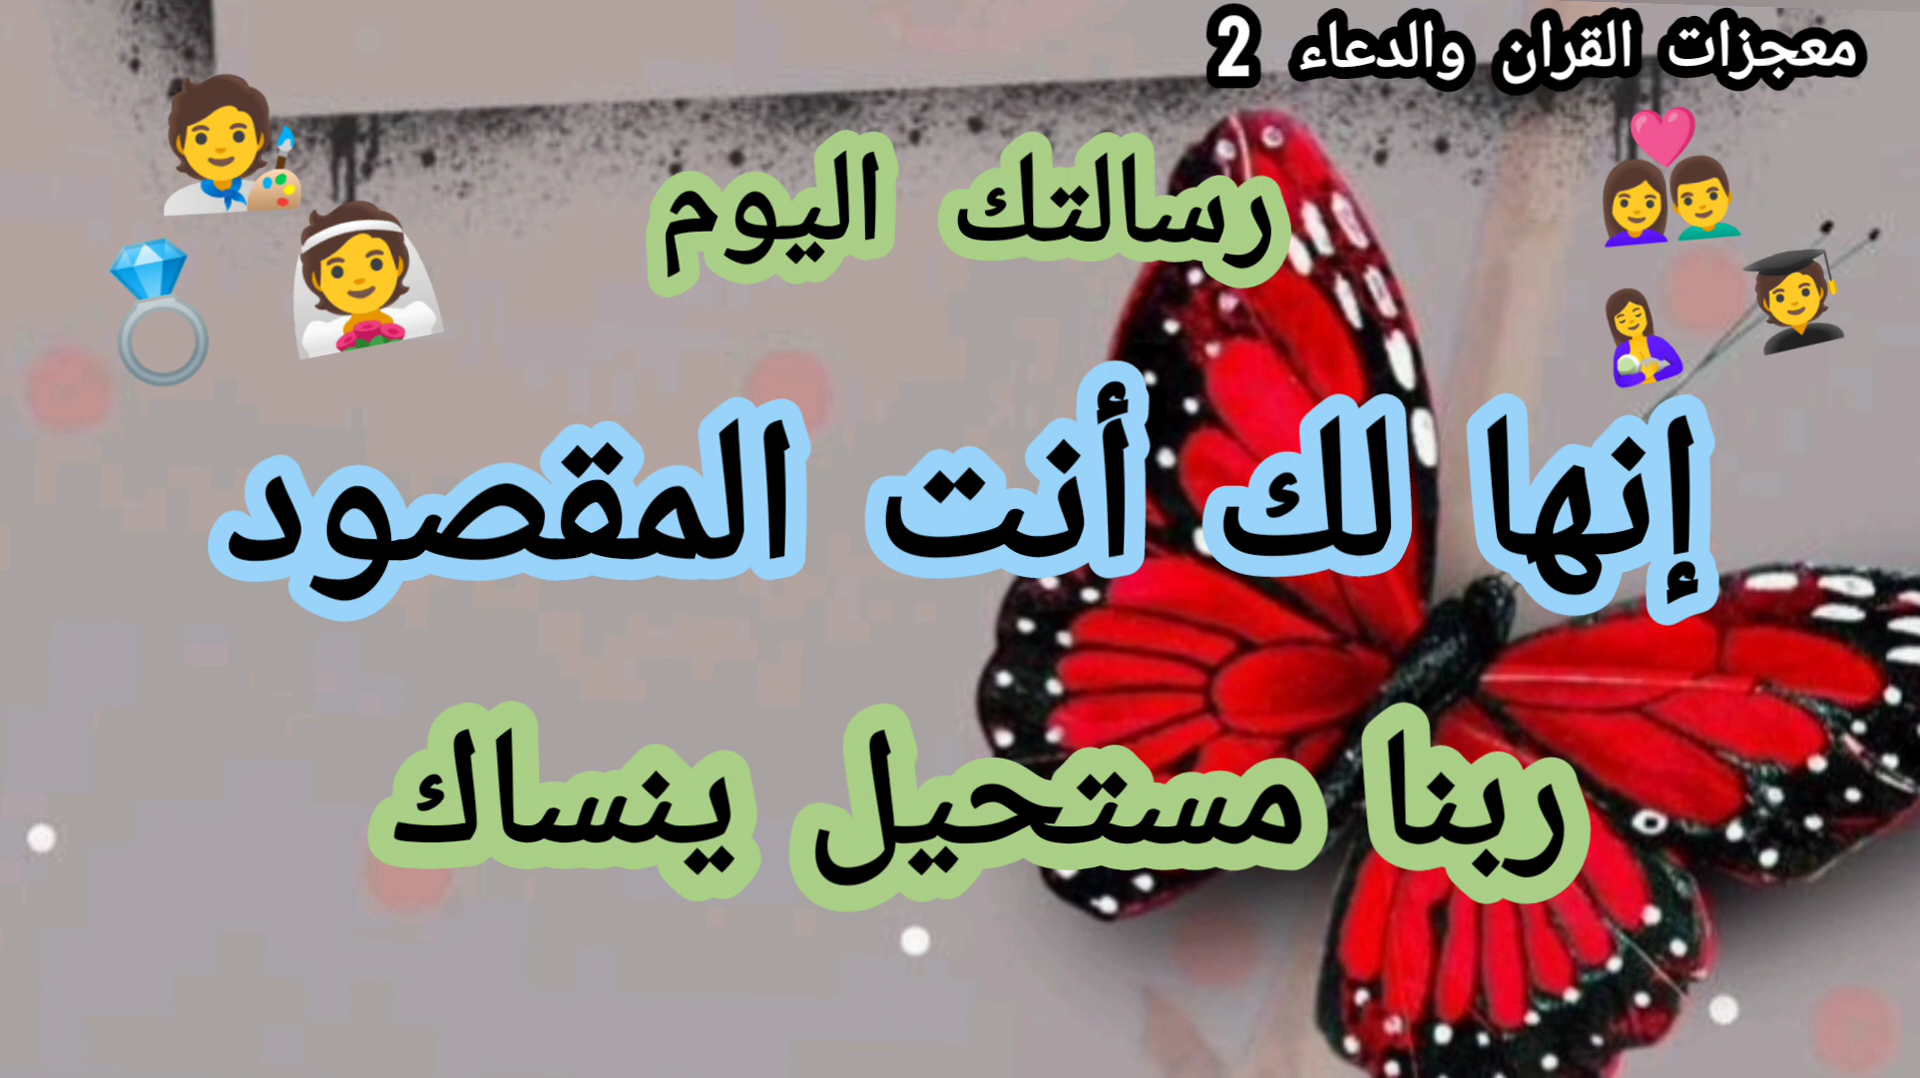 معجزات القران والدعاء 2
رسالتك اليوم
إنها لك أنت المقصود
ربنا مستحيل ينساك